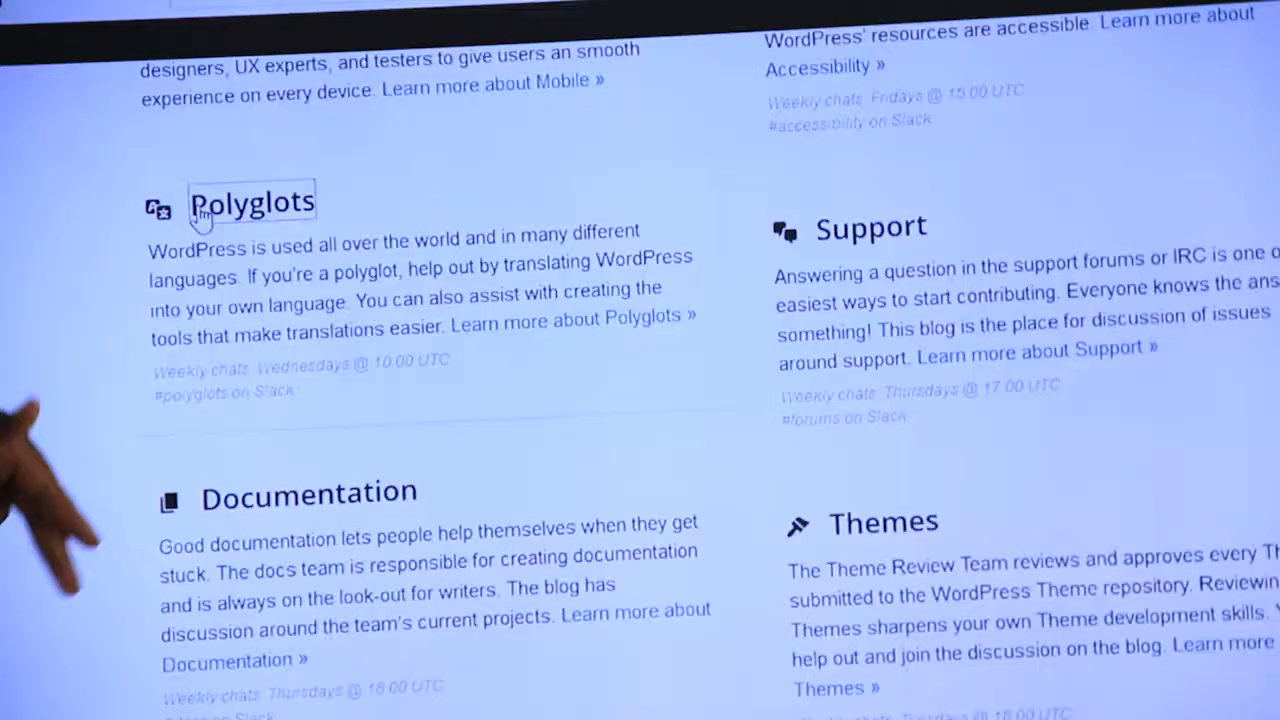 designers, UX experts, and testers to give users an smooth
experience on every device. Learn more about Mobile »
Polyglots
WordPress is used all over the world and in many different
languages. If you're a polyglot, help out by translating WordPress
into your own language. You can also assist with creating the
tools that make translations easier. Learn more about Polyglots »
Weekly chats: Wednesdays @ 10:00 UTC
#polyglots on Slack
Documentation
Good documentation lets people help themselves when they get
stuck. The docs team is responsible for creating documentation
and is always on the look-out for writers. The blog has
discussion around the team's current projects. Learn more about
Documentation »
Weekly chats: Thursdays @ 18:00 UTC
on Slack
WordPress' resources are accessible. Learn more about
Accessibility »
Weekly chats: Fridays @ 15:00 UTC
#accessibility on Slack
Support
Answering a question in the support forums or IRC is one
easiest ways to start contributing. Everyone knows the
something! This blog is the place for discussion of issues
around support. Learn more about Support »
Weekly chats: Thursdays @ 17:00 UTC
#forums on Slack
Themes
The Theme Review Team reviews and approves every
submitted to the WordPress Theme repository.
Themes sharpens your own Theme development skills.
help out and join the discussion on the blog. Learn more
Themes »
Weekly chats: Tuesdays @ 18:00 UTC